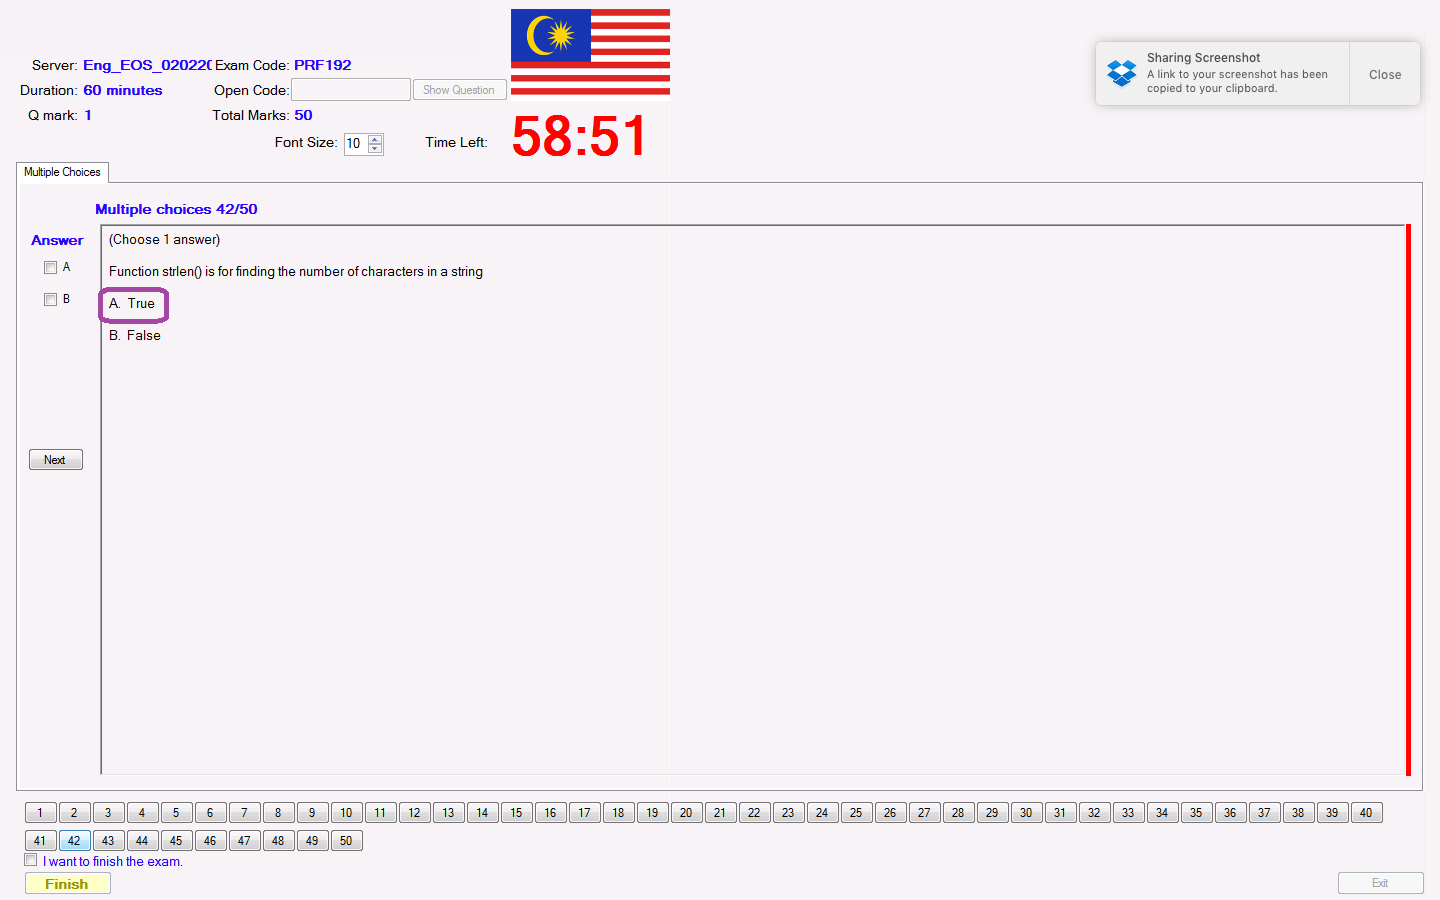 Server: Eng_EOS_020220 Exam Code: PRF192
Duration: 60 minutes Open Code: Show Question
Q mark: 1 Total Marks: 50
Font Size: 10 Time Left: 58:51
Sharing Screenshot
A link to your screenshot has been
copied to your clipboard.
Close
Multiple Choices
Multiple choices 42/50
Answer
A
B
(Choose 1 answer)
Function strlen() is for finding the number of characters in a string
A. True
B. False
Next
1 2 3 4 5 6 7 8 9 10 11 12 13 14 15 16 17 18 19 20 21 22 23 24 25 26 27 28 29 30 31 32 33 34 35 36 37 38 39 40
41 42 43 44 45 46 47 48 49 50
I want to finish the exam.
Finish
Exit